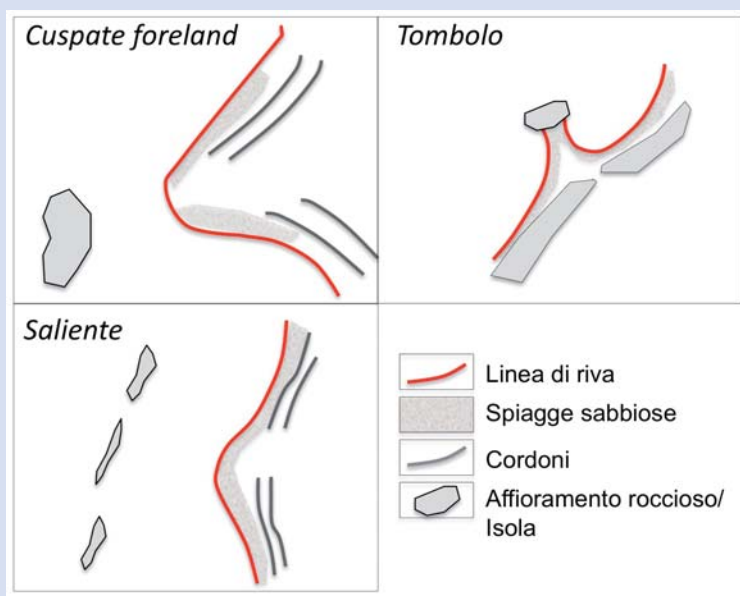 Cuspate foreland
Tombolo
Saliente
Linea di riva
Spiagge sabbiose
Cordoni
Affioramento roccioso/
Isola